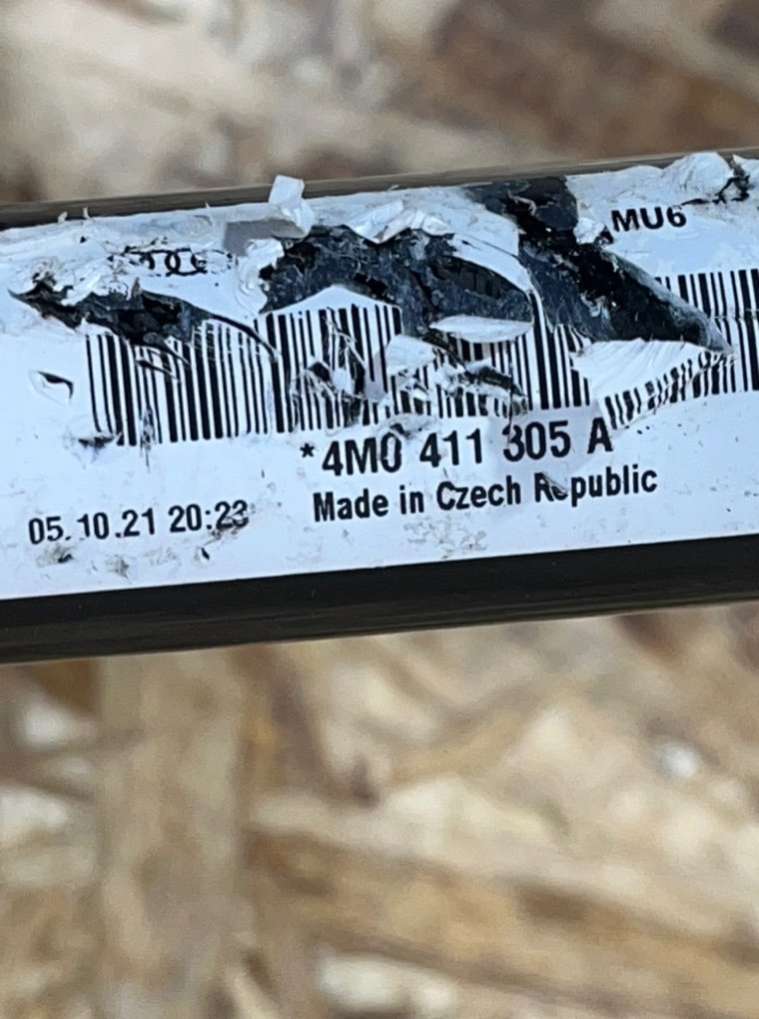 MU6
*4M0 411 305 A
Made in Czech Republic
05.10.21 20:23